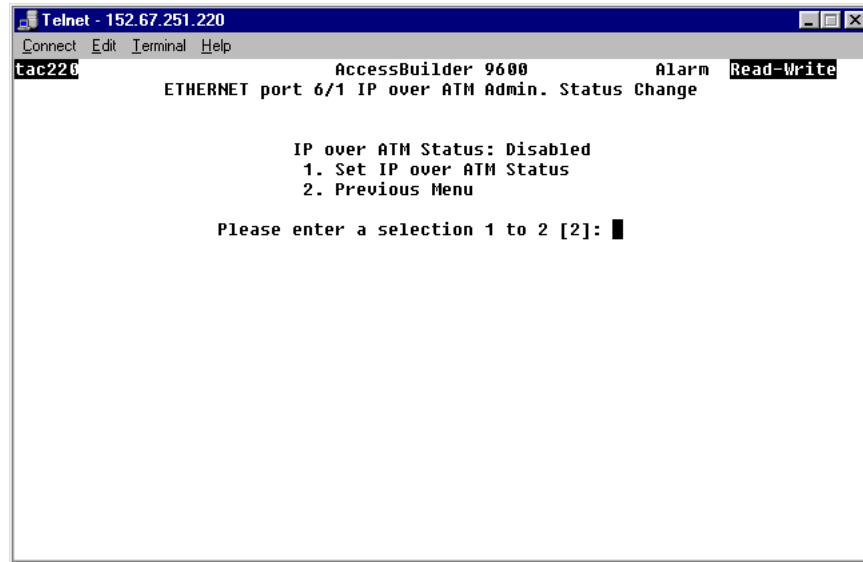 Telnet - 152.67.251.220
Connect Edit Terminal Help
tac220 AccessBuilder 9600 Alarm Read-Write
ETHERNET port 6/1 IP over ATM Admin. Status Change
IP over ATM Status: Disabled
1. Set IP over ATM Status
2. Previous Menu
Please enter a selection 1 to 2 [2]: